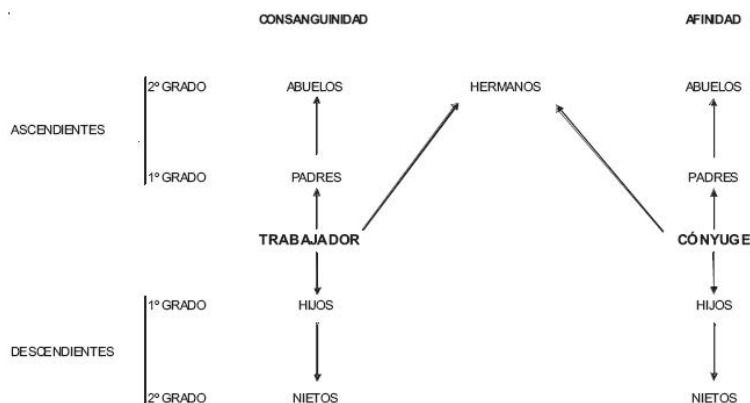 CONSANGUINIDAD AFINIDAD
2º GRADO ABUELOS HERMANOS ABUELOS
ASCENDIENTES
1º GRADO PADRES PADRES
TRABAJADOR CÓNYUGE
1º GRADO HIJOS HIJOS
DESCENDIENTES
2º GRADO NIETOS NIETOS